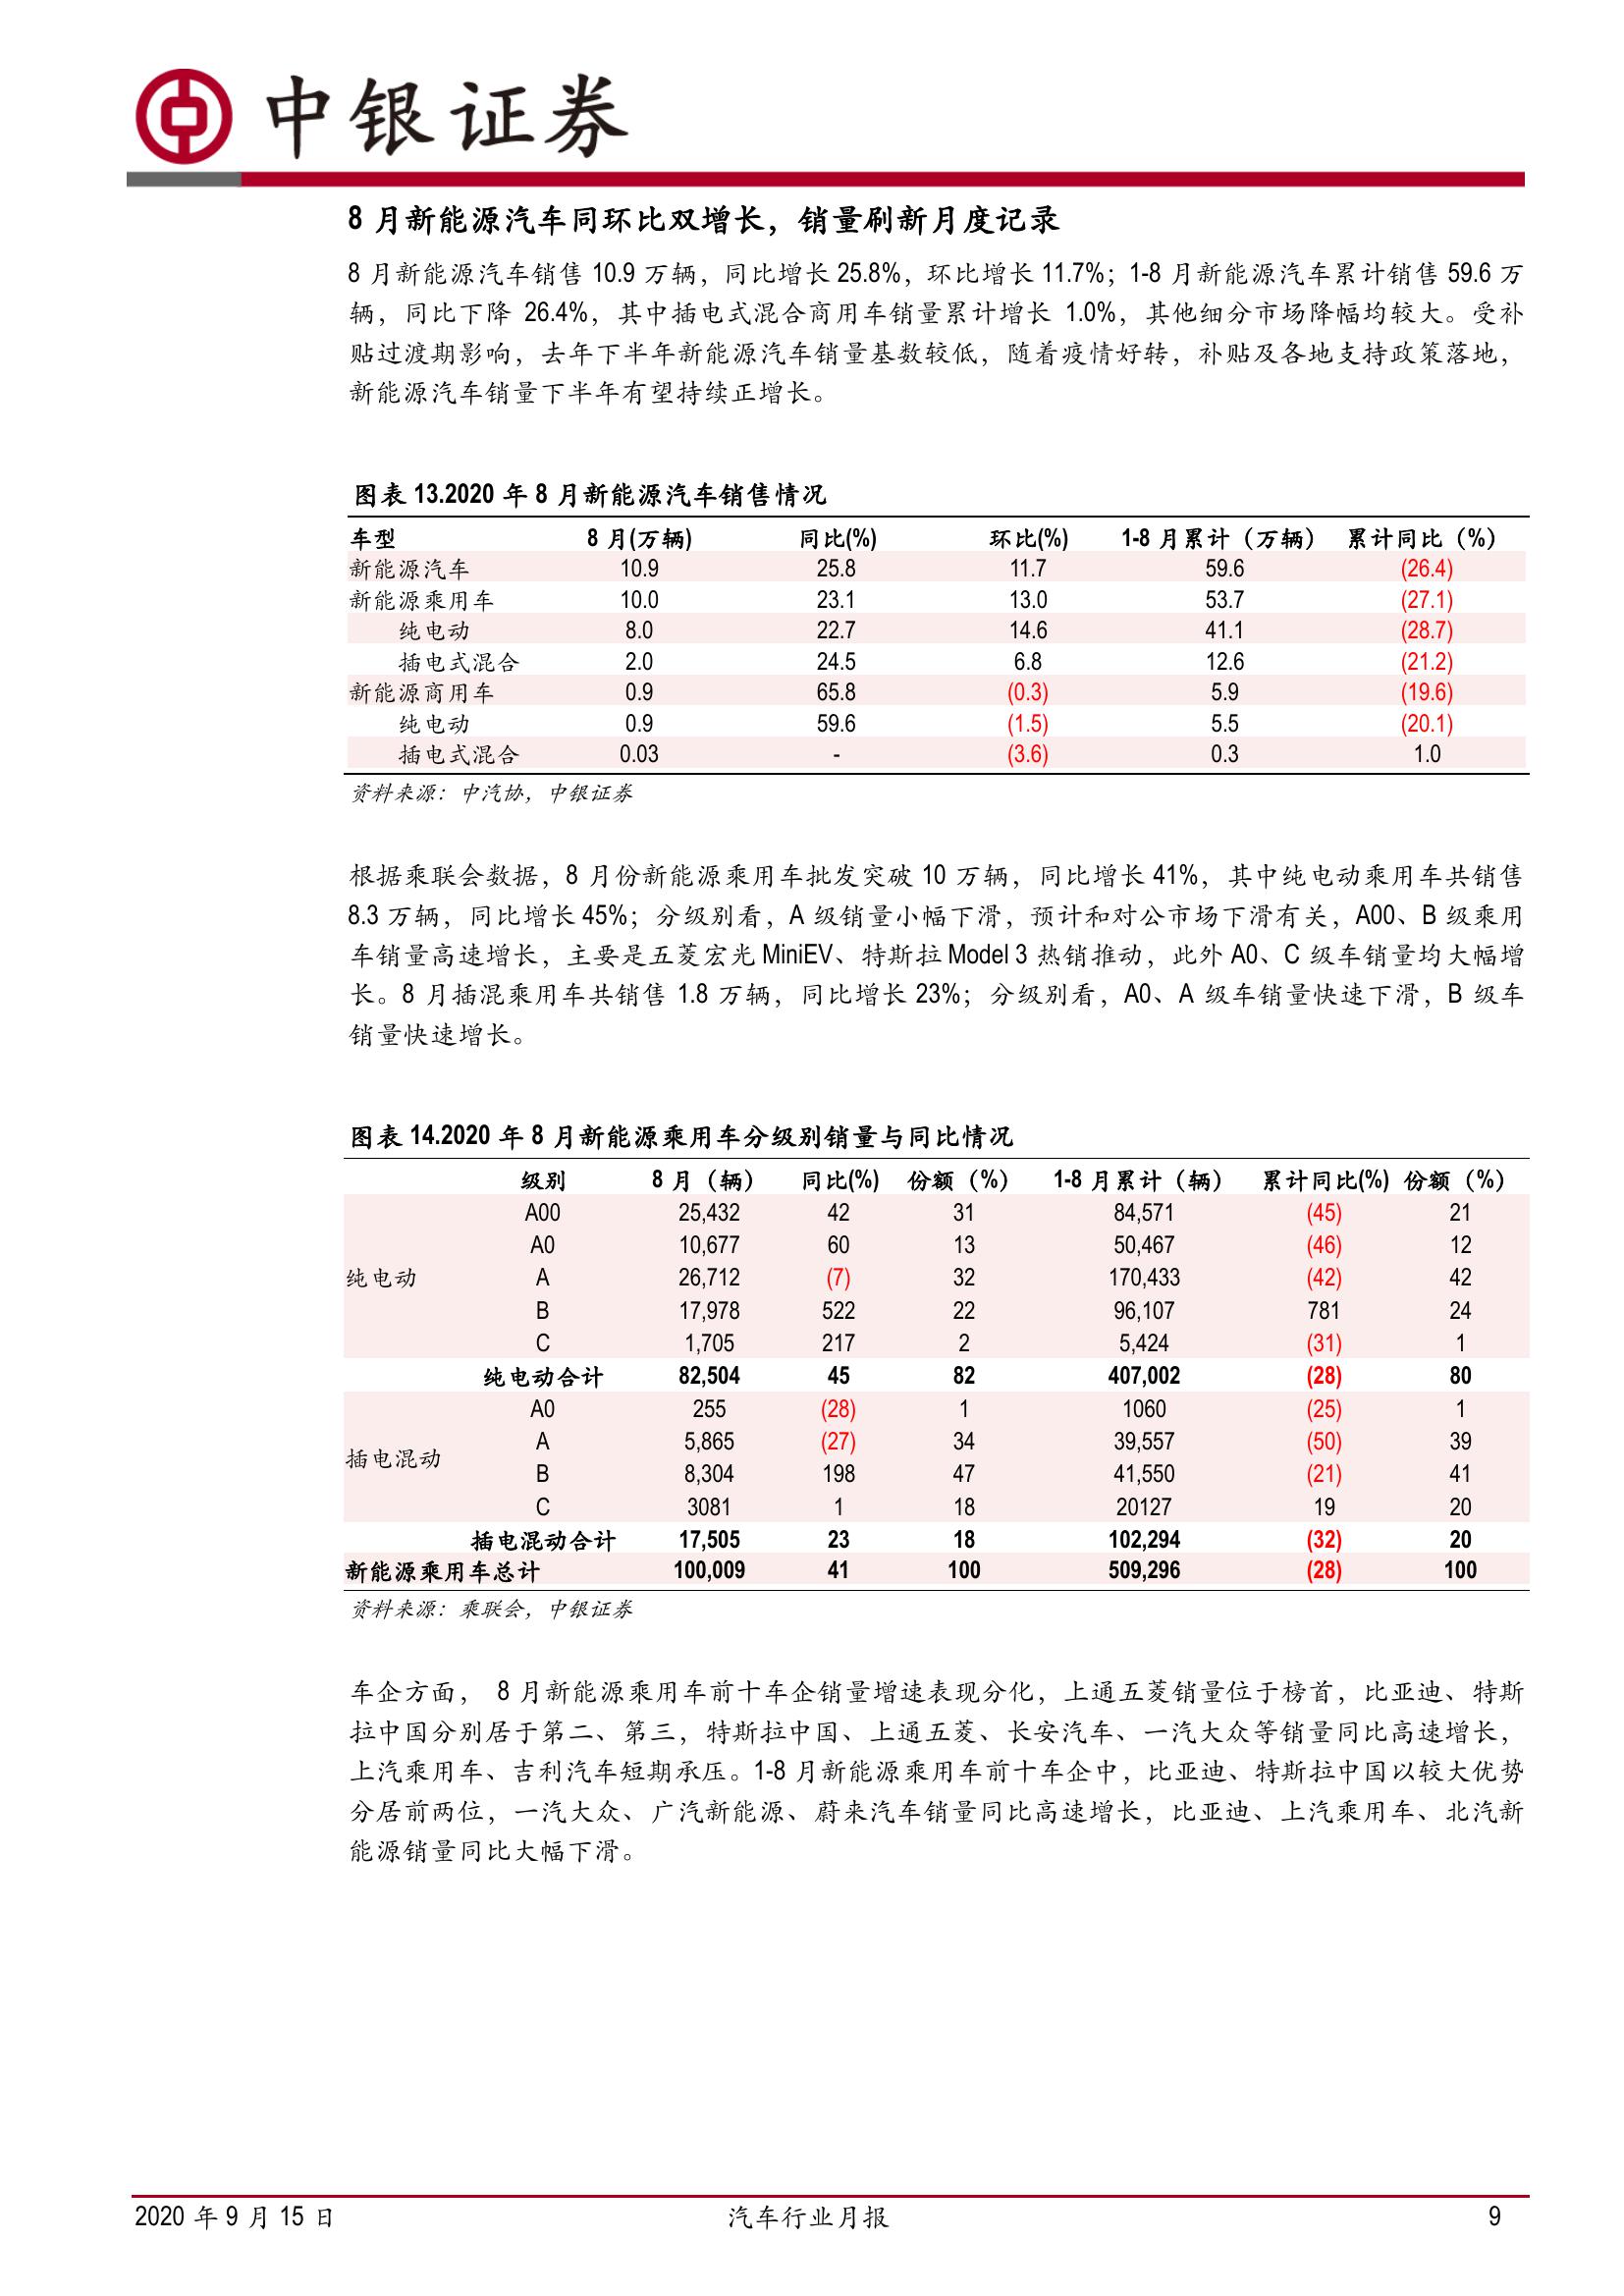 中银证券
8 月新能源汽车同环比双增长，销量刷新月度记录
8 月新能源汽车销售 10.9 万辆，同比增长 25.8%，环比增长 11.7%；1-8 月新能源汽车累计销售 59.6 万
辆，同比下降 26.4%，其中插电式混合商用车销量累计增长 1.0%，其他细分市场降幅均较大。受补
贴过渡期影响，去年下半年新能源汽车销量基数较低，随着疫情好转，补贴及各地支持政策落地，
新能源汽车销量下半年有望持续正增长。
图表 13.2020 年 8 月新能源汽车销售情况
车型 8 月(万辆) 同比(%) 环比(%) 1-8 月累计（万辆） 累计同比（%）
新能源汽车 10.9 25.8 11.7 59.6 (26.4)
新能源乘用车 10.0 23.1 13.0 53.7 (27.1)
纯电动 8.0 22.7 14.6 41.1 (28.7)
插电式混合 2.0 24.5 6.8 12.6 (21.2)
新能源商用车 0.9 65.8 (0.3) 5.9 (19.6)
纯电动 0.9 59.6 (1.5) 5.5 (20.1)
插电式混合 0.03 - (3.6) 0.3 1.0
资料来源：中汽协，中银证券
根据乘联会数据，8 月份新能源乘用车批发突破 10 万辆，同比增长 41%，其中纯电动乘用车共销售
8.3 万辆，同比增长 45%；分级别看，A 级销量小幅下滑，预计和对公市场下滑有关，A00、B 级乘用
车销量高速增长，主要是五菱宏光 MiniEV、特斯拉 Model 3 热销推动，此外 A0、C 级车销量均大幅增
长。8 月插混乘用车共销售 1.8 万辆，同比增长 23%；分级别看，A0、A 级车销量快速下滑，B 级车
销量快速增长。
图表 14.2020 年 8 月新能源乘用车分级别销量与同比情况
级别 8 月（辆） 同比(%) 份额（%） 1-8 月累计（辆） 累计同比(%) 份额（%）
A00 25,432 42 31 84,571 (45) 21
A0 10,677 60 13 50,467 (46) 12
纯电动 A 26,712 (7) 32 170,433 (42) 42
B 17,978 522 22 96,107 781 24
C 1,705 217 2 5,424 (31) 1
纯电动合计 82,504 45 82 407,002 (28) 80
A0 255 (28) 1 1060 (25) 1
A 5,865 (27) 34 39,557 (50) 39
插电混动
B 8,304 198 47 41,550 (21) 41
C 3081 1 18 20127 19 20
插电混动合计 17,505 23 18 102,294 (32) 20
新能源乘用车总计 100,009 41 100 509,296 (28) 100
资料来源：乘联会，中银证券
车企方面， 8 月新能源乘用车前十车企销量增速表现分化，上通五菱销量位于榜首，比亚迪、特斯
拉中国分别居于第二、第三，特斯拉中国、上通五菱、长安汽车、一汽大众等销量同比高速增长，
上汽乘用车、吉利汽车短期承压。1-8 月新能源乘用车前十车企中，比亚迪、特斯拉中国以较大优势
分居前两位，一汽大众、广汽新能源、蔚来汽车销量同比高速增长，比亚迪、上汽乘用车、北汽新
能源销量同比大幅下滑。
2020 年 9 月 15 日 汽车行业月报 9